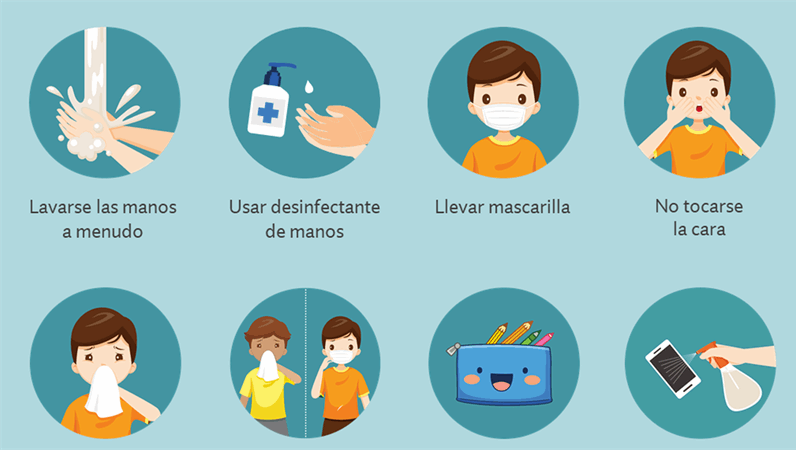 Lavarse las manos
a menudo
Usar desinfectante
de manos
Llevar mascarilla
No tocarse
la cara